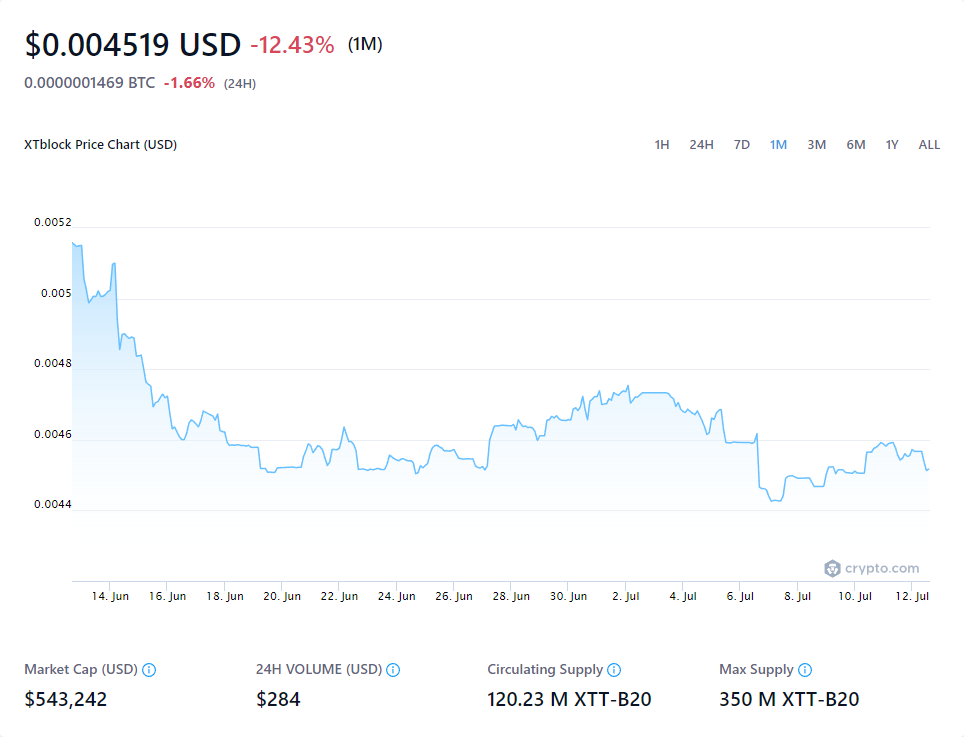 $0.004519 USD -12.43% (1M)
0.0000001469 BTC -1.66% (24H)
XTblock Price Chart (USD) 1H 24H 7D 1M 3M 6M 1Y ALL
0.0052
0.005
0.0048
0.0046
0.0044
crypto.com
14. Jun 16. Jun 18. Jun 20. Jun 22. Jun 24. Jun 26. Jun 28. Jun 30. Jun 2. Jul 4. Jul 6. Jul 8. Jul 10. Jul 12. Jul
Market Cap (USD) 24H VOLUME (USD) Circulating Supply Max Supply
$543,242 $284 120.23 M XTT-B20 350 M XTT-B20